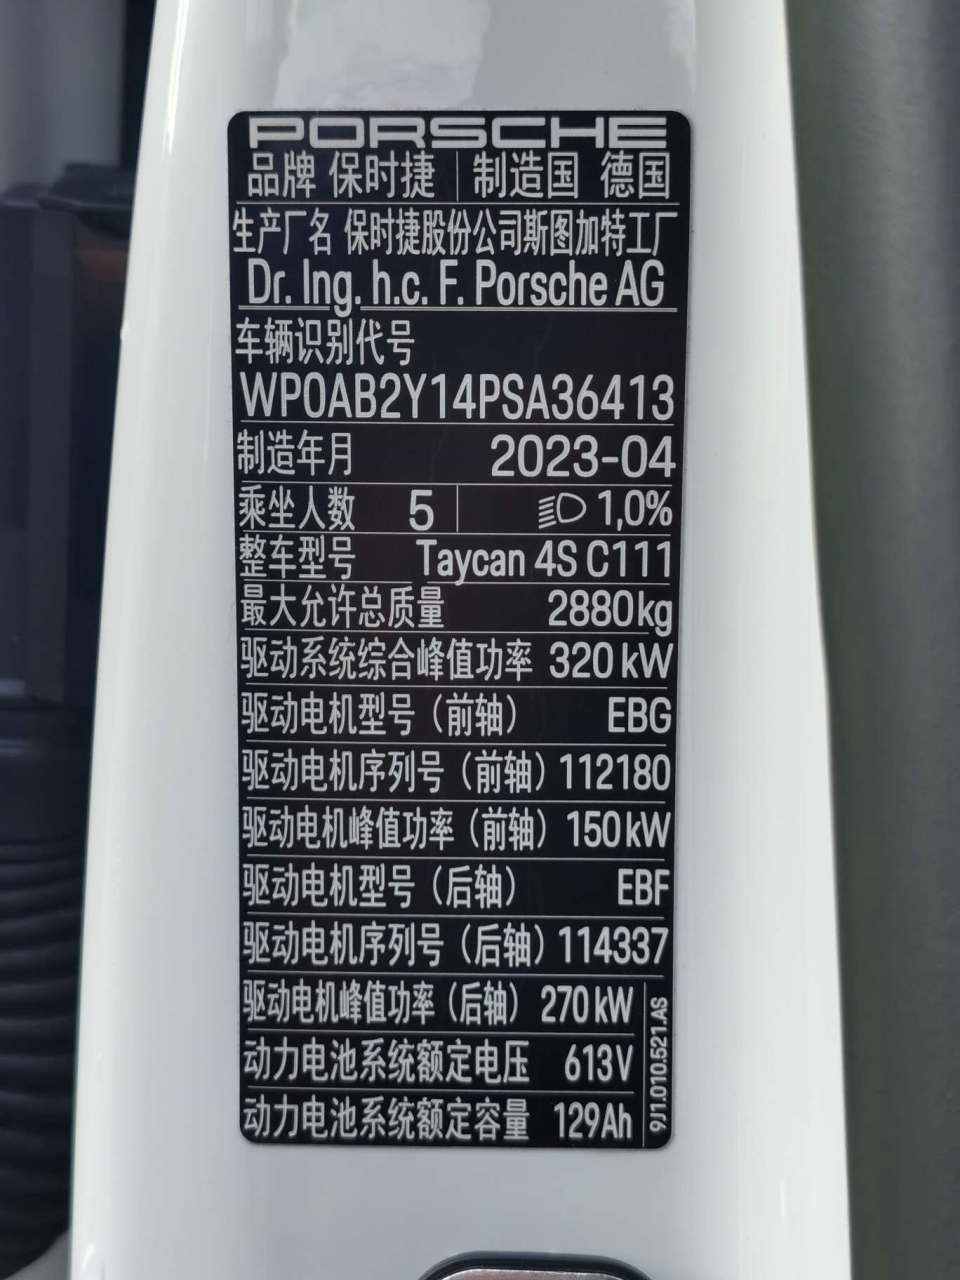 PORSCHE
品牌 保时捷 制造国 德国
生产厂名 保时捷股份公司斯图加特工厂
Dr. Ing. h.c. F. Porsche AG
车辆识别代号
WP0AB2Y14PSA36413
制造年月 2023-04
乘坐人数 5 1,0%
整车型号 Taycan 4S C111
最大允许总质量 2880kg
驱动系统综合峰值功率 320 kW
驱动电机型号（前轴） EBG
驱动电机序列号（前轴）112180
驱动电机峰值功率（前轴） 150 kW
驱动电机型号（后轴） EBF
驱动电机序列号（后轴）114337
驱动电机峰值功率（后轴） 270 kW
动力电池系统额定电压 613V
动力电池系统额定容量 129Ah
9J1.010.521.AS